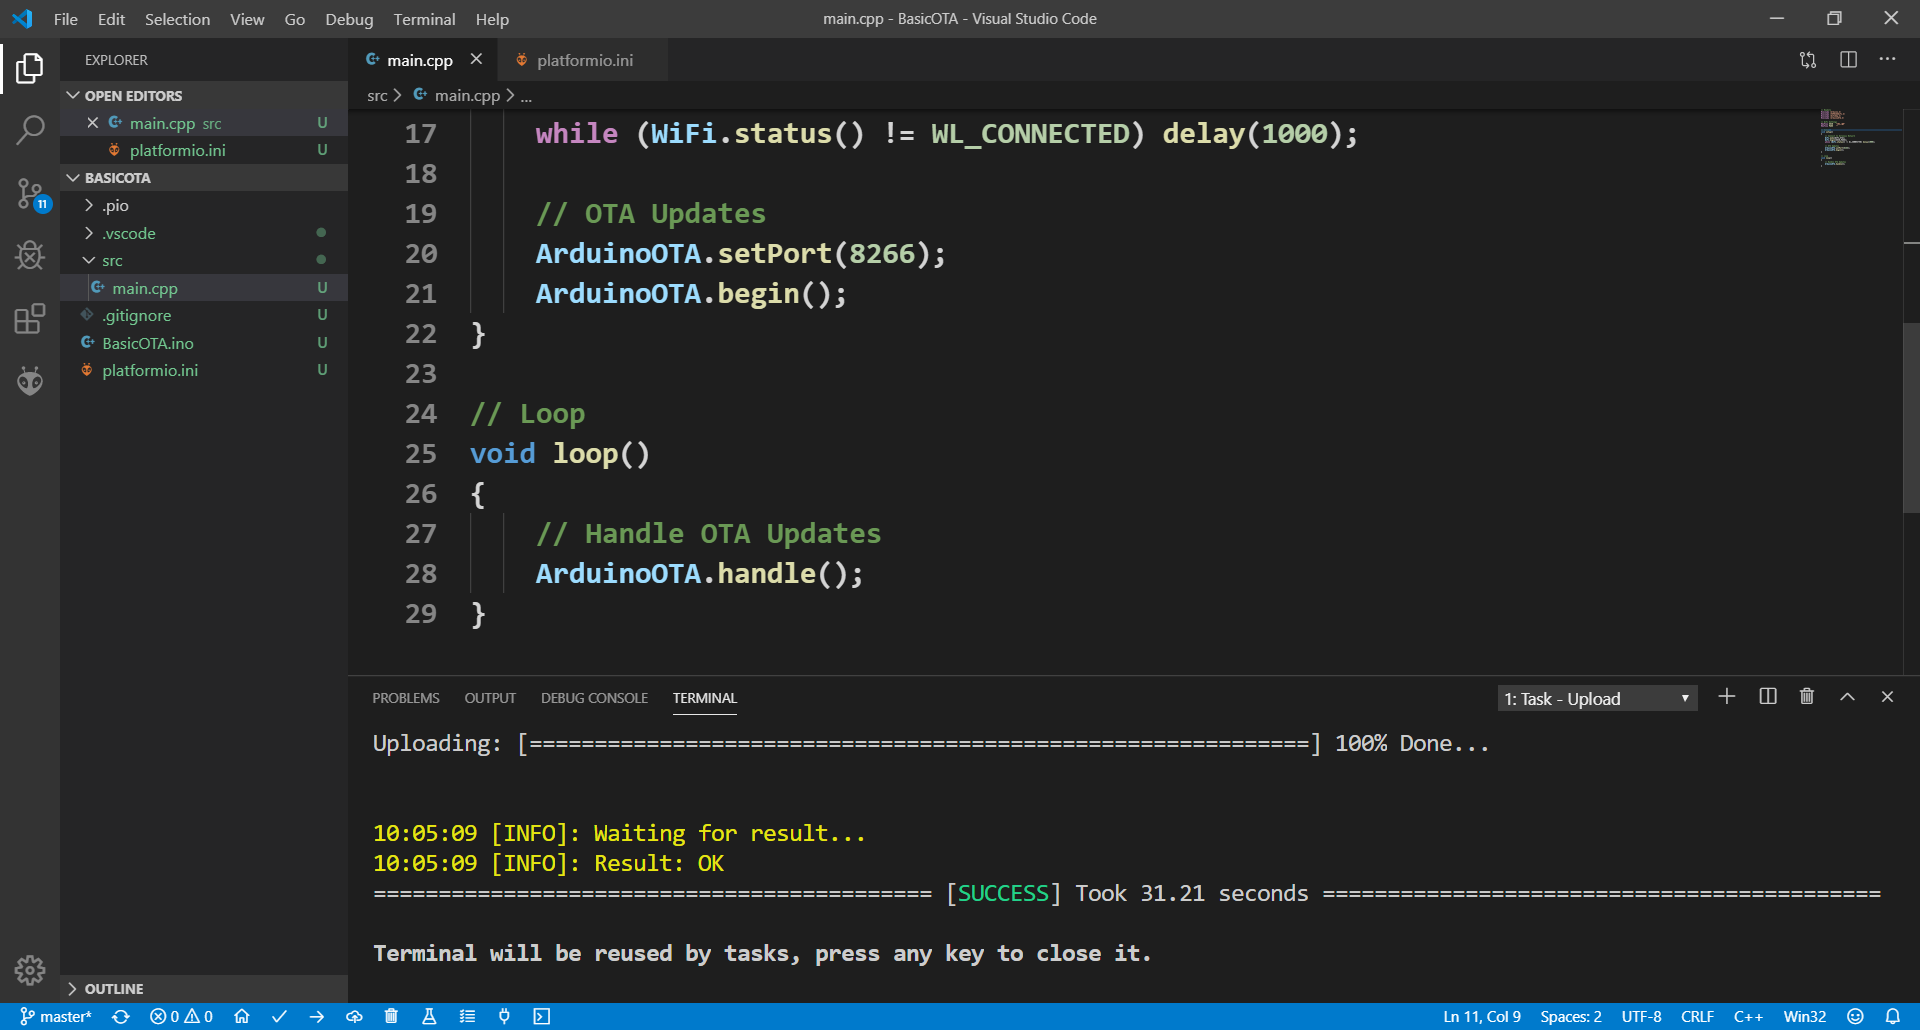 File Edit Selection View Go Debug Terminal Help
main.cpp - BasicOTA - Visual Studio Code
EXPLORER
OPEN EDITORS
main.cpp src U
platformio.ini U
BASICOTA
.pio
.vscode
src
main.cpp U
.gitignore U
BasicOTA.ino U
platformio.ini U
OUTLINE
11
main.cpp
platformio.ini
src > main.cpp > ...
17 while (WiFi.status() != WL_CONNECTED) delay(1000);
18
19 // OTA Updates
20 ArduinoOTA.setPort(8266);
21 ArduinoOTA.begin();
22 }
23
24 // Loop
25 void loop()
26 {
27 // Handle OTA Updates
28 ArduinoOTA.handle();
29 }
PROBLEMS OUTPUT DEBUG CONSOLE TERMINAL
1: Task - Upload
Uploading: [============================================================] 100% Done...
10:05:09 [INFO]: Waiting for result...
10:05:09 [INFO]: Result: OK
=========================================== [SUCCESS] Took 31.21 seconds ===========================================
Terminal will be reused by tasks, press any key to close it.
master* 0 0
Ln 11, Col 9 Spaces: 2 UTF-8 CRLF C++ Win32